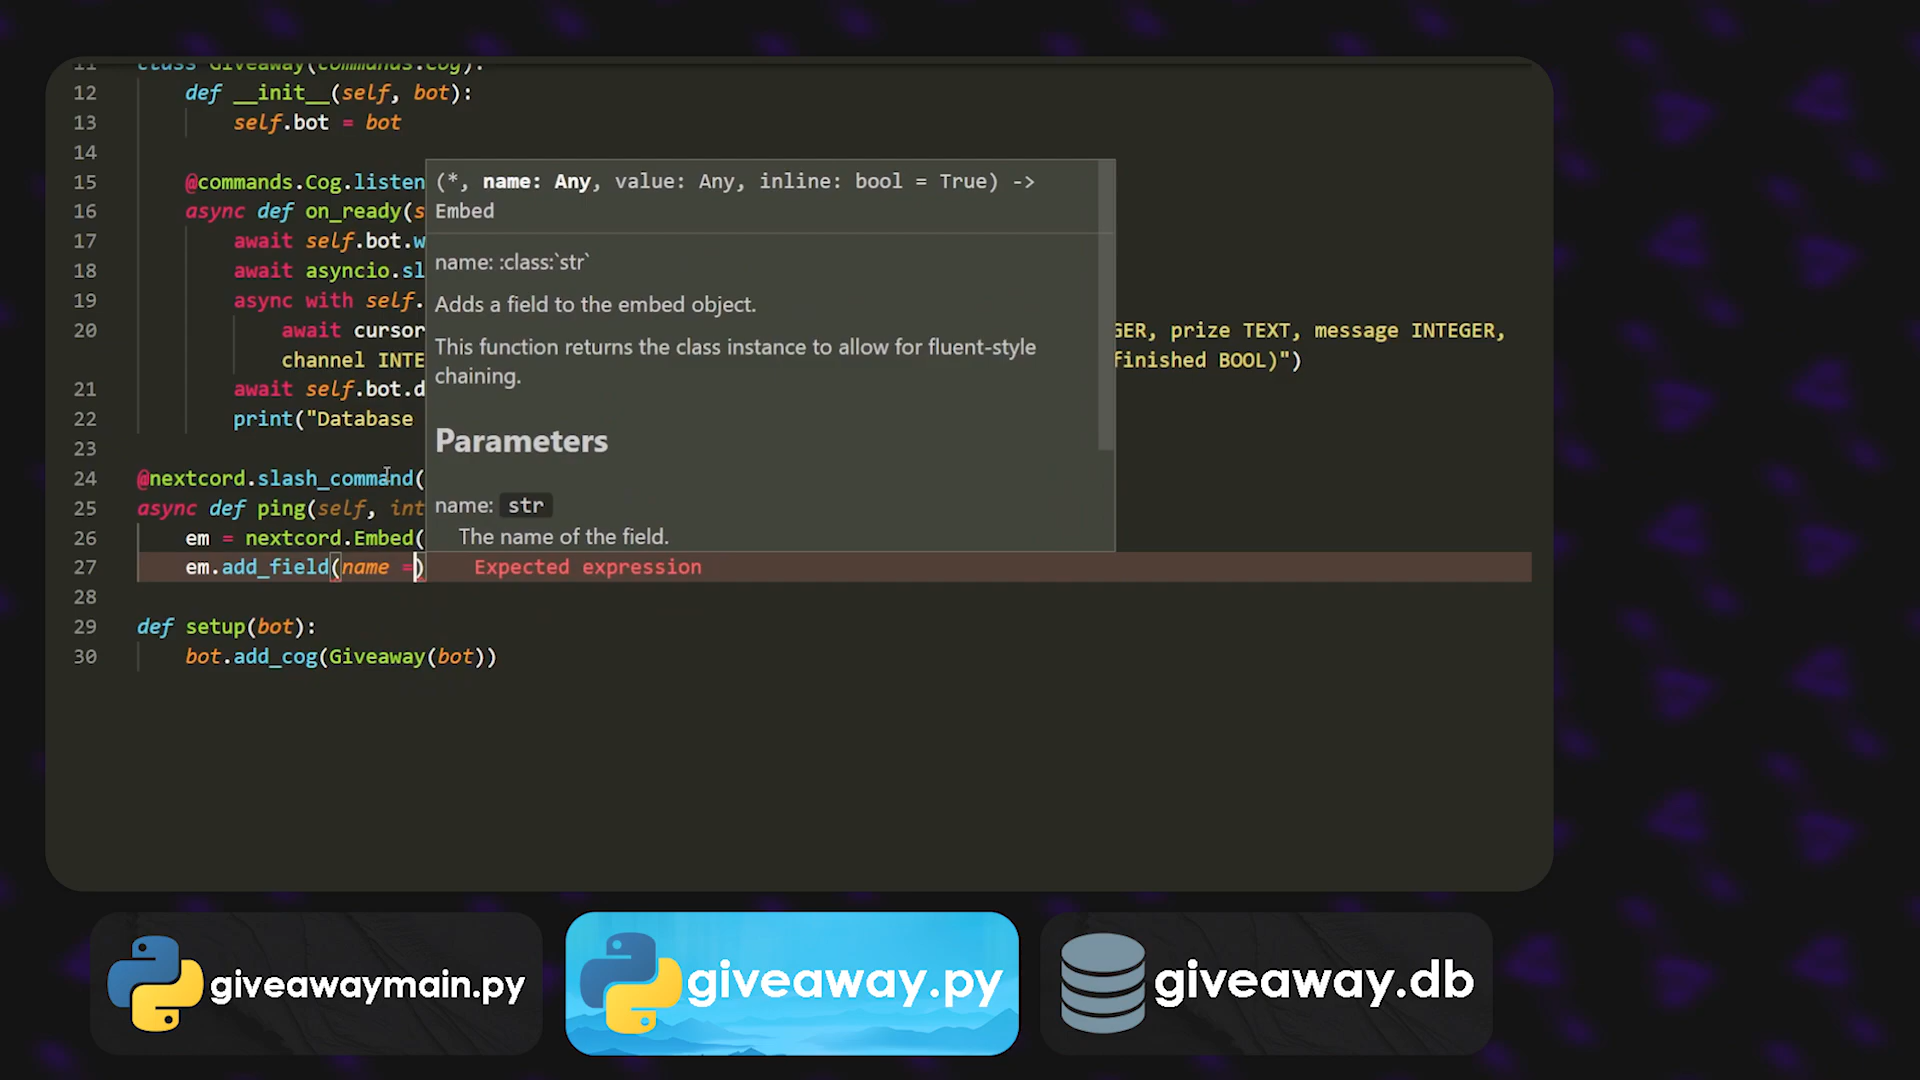 11 class Giveaway(commands.Cog):
12 def __init__(self, bot):
13 self.bot = bot
14
15 @commands.Cog.listen
16 async def on_ready(s
17 await self.bot.w
18 await asyncio.sl
19 async with self.
20 await cursor GER, prize TEXT, message INTEGER,
channel INTE finished BOOL)")
21 await self.bot.d
22 print("Database
23
24 @nextcord.slash_command(
25 async def ping(self, int
26 em = nextcord.Embed(
27 em.add_field(name =) Expected expression
28
29 def setup(bot):
30 bot.add_cog(Giveaway(bot))
(*, name: Any, value: Any, inline: bool = True) ->
Embed
name: :class:`str`
Adds a field to the embed object.
This function returns the class instance to allow for fluent-style
chaining.
Parameters
name: str
The name of the field.
giveawaymain.py
giveaway.py
giveaway.db